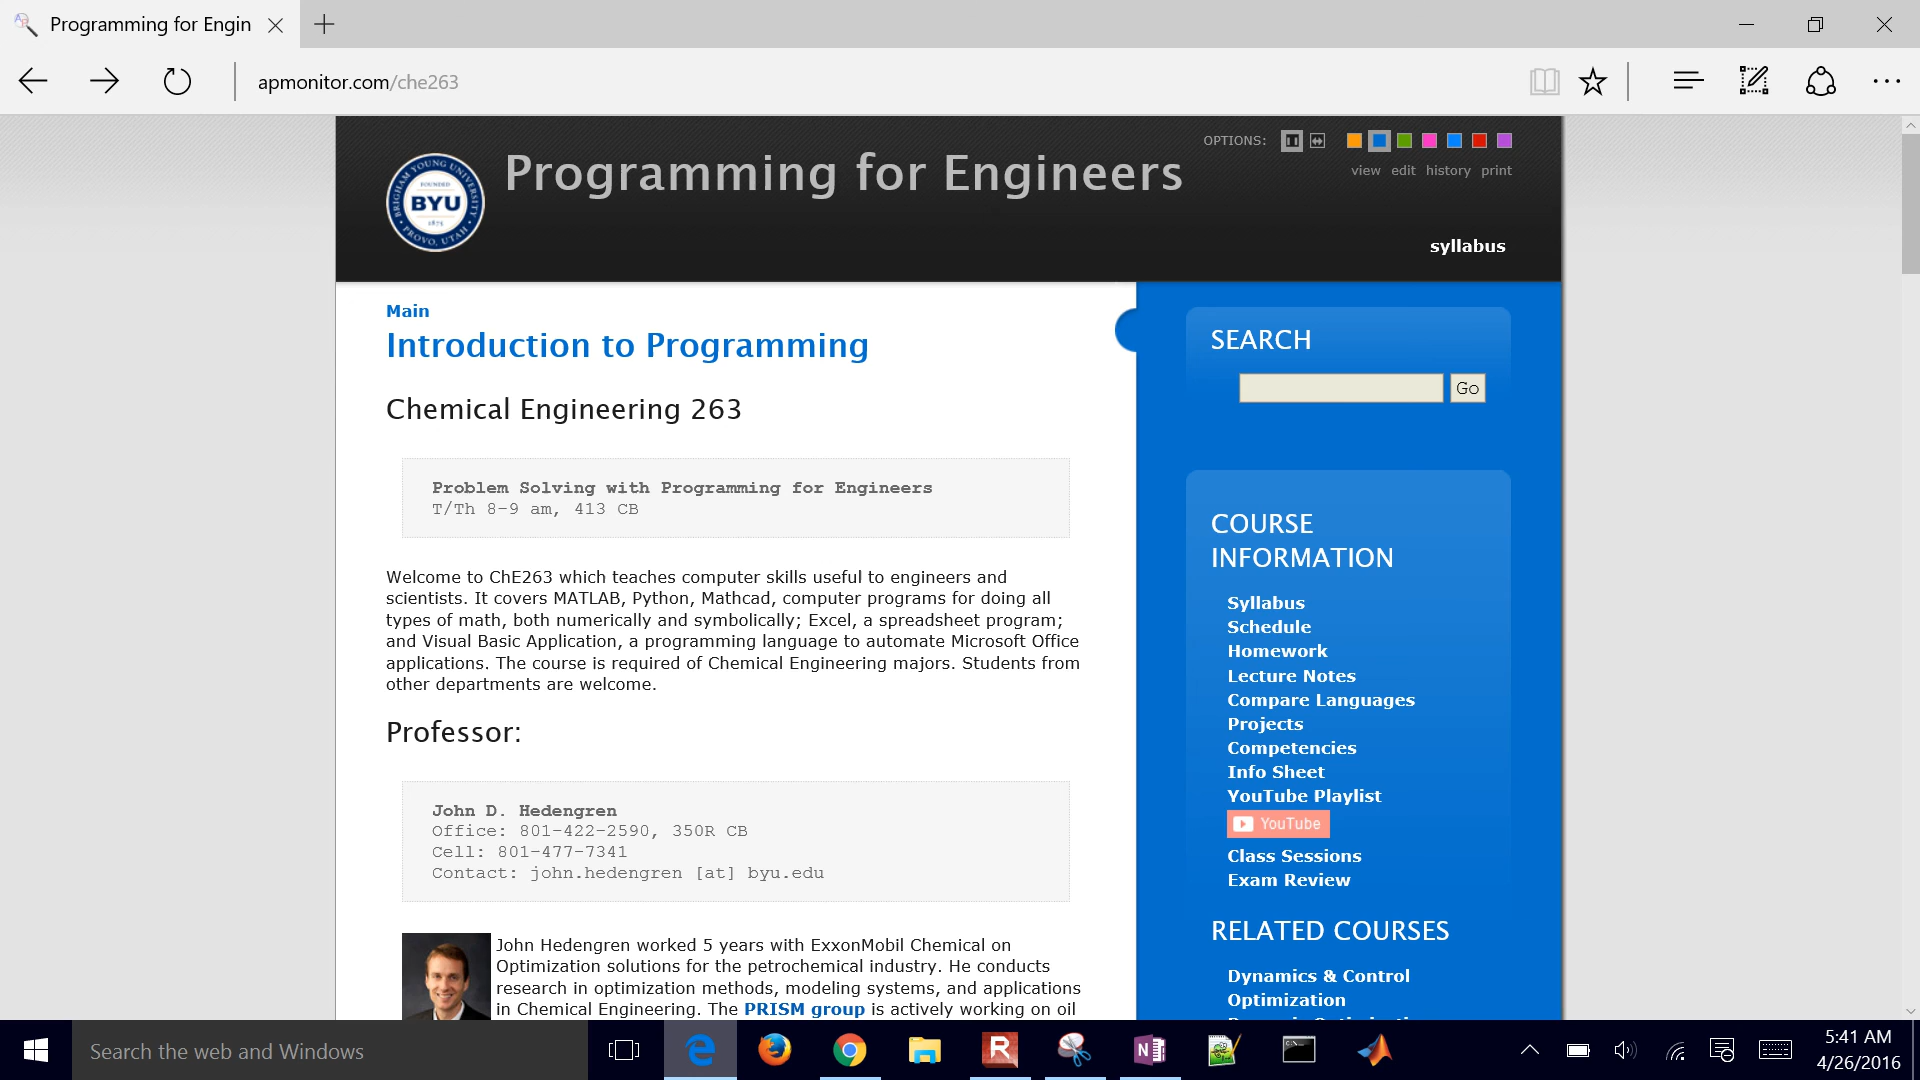 Programming for Engin
apmonitor.com/che263
OPTIONS:
view edit history print
BRIGHAM YOUNG UNIVERSITY
FOUNDED
BYU
1875
PROVO, UTAH
Programming for Engineers
syllabus
Main
Introduction to Programming
Chemical Engineering 263
Problem Solving with Programming for Engineers
T/Th 8-9 am, 413 CB
Welcome to ChE263 which teaches computer skills useful to engineers and
scientists. It covers MATLAB, Python, Mathcad, computer programs for doing all
types of math, both numerically and symbolically; Excel, a spreadsheet program;
and Visual Basic Application, a programming language to automate Microsoft Office
applications. The course is required of Chemical Engineering majors. Students from
other departments are welcome.
Professor:
John D. Hedengren
Office: 801-422-2590, 350R CB
Cell: 801-477-7341
Contact: john.hedengren [at] byu.edu
John Hedengren worked 5 years with ExxonMobil Chemical on
Optimization solutions for the petrochemical industry. He conducts
research in optimization methods, modeling systems, and applications
in Chemical Engineering. The PRISM group is actively working on oil
SEARCH
Go
COURSE
INFORMATION
Syllabus
Schedule
Homework
Lecture Notes
Compare Languages
Projects
Competencies
Info Sheet
YouTube Playlist
YouTube
Class Sessions
Exam Review
RELATED COURSES
Dynamics & Control
Optimization
Search the web and Windows
R
N
5:41 AM
4/26/2016